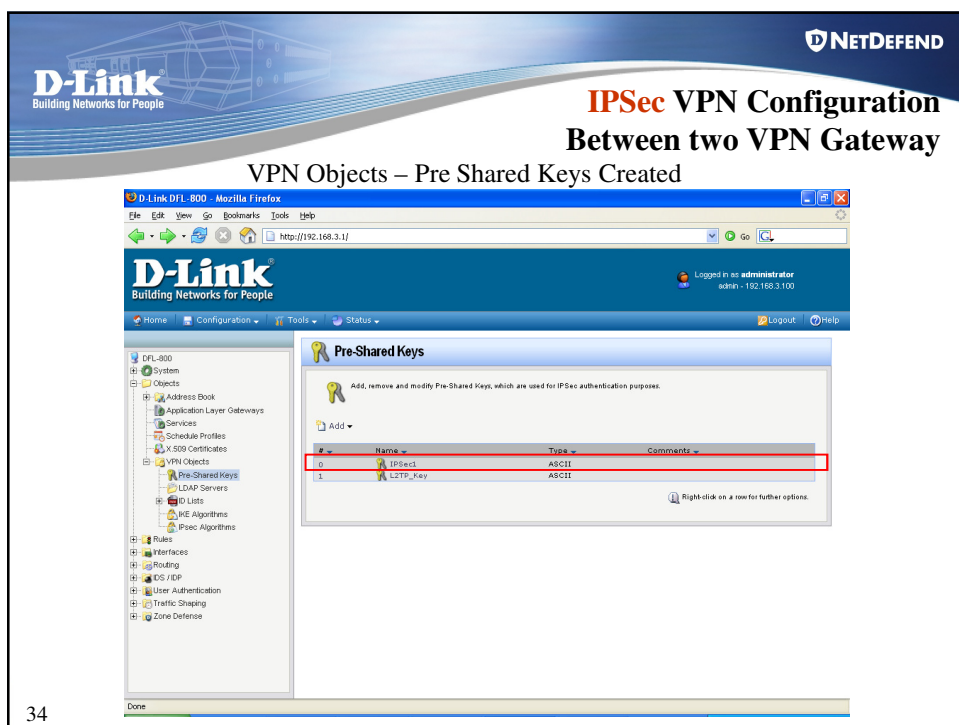 NETDEFEND
D-Link®
Building Networks for People
IPSec VPN Configuration
Between two VPN Gateway
VPN Objects – Pre Shared Keys Created
D-Link DFL-800 - Mozilla Firefox
File Edit View Go Bookmarks Tools Help
http://192.168.3.1/
Go
G
D-Link®
Building Networks for People
Logged in as administrator
admin - 192.168.3.100
Home Configuration Tools Status Logout Help
DFL-800
System
Objects
Address Book
Application Layer Gateways
Services
Schedule Profiles
X.509 Certificates
VPN Objects
Pre-Shared Keys
LDAP Servers
ID Lists
IKE Algorithms
IPsec Algorithms
Rules
Interfaces
Routing
IDS / IDP
User Authentication
Traffic Shaping
Zone Defense
Pre-Shared Keys
Add, remove and modify Pre-Shared Keys, which are used for IPSec authentication purposes.
Add
# Name Type Comments
0 IPSec1 ASCII
1 L2TP_Key ASCII
Right-click on a row for further options.
Done
34